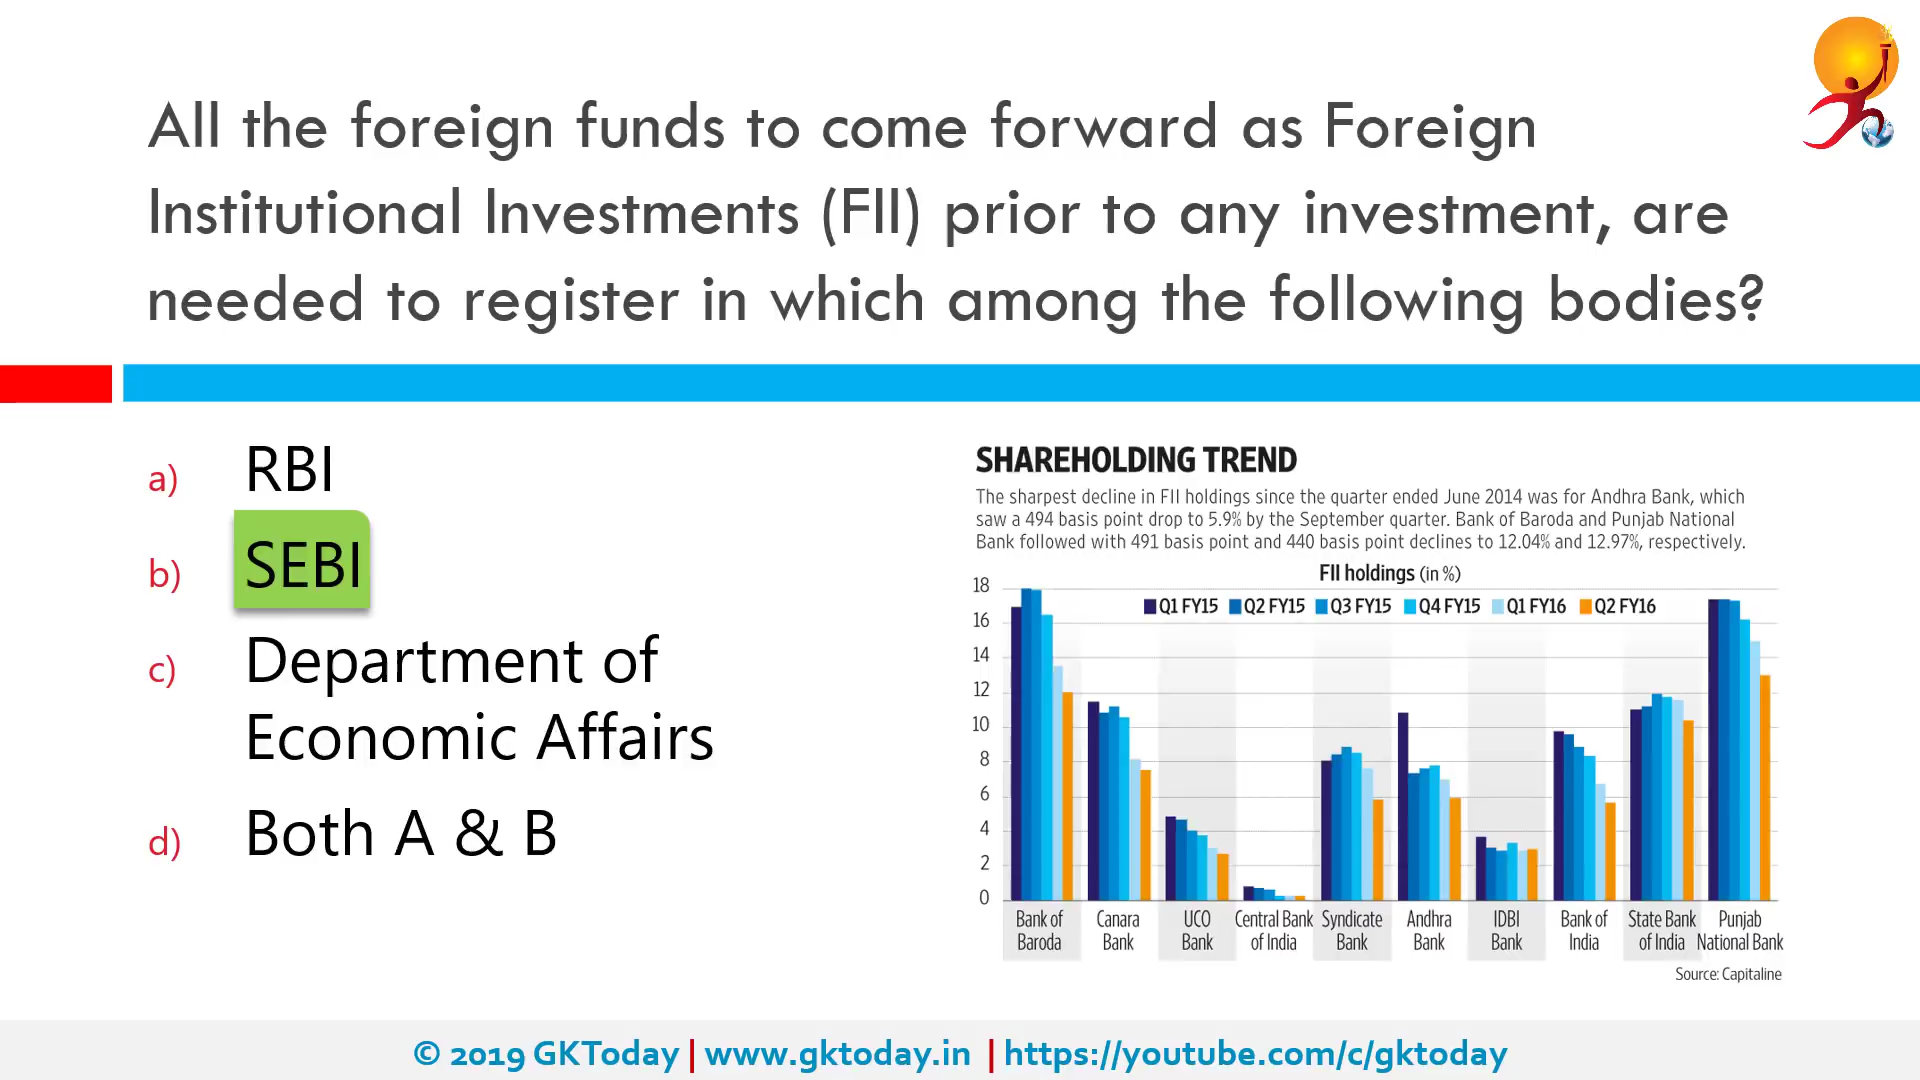 All the foreign funds to come forward as Foreign
Institutional Investments (FII) prior to any investment, are
needed to register in which among the following bodies?
a) RBI
b) SEBI
c) Department of
Economic Affairs
d) Both A & B
SHAREHOLDING TREND
The sharpest decline in FII holdings since the quarter ended June 2014 was for Andhra Bank, which
saw a 494 basis point drop to 5.9% by the September quarter. Bank of Baroda and Punjab National
Bank followed with 491 basis point and 440 basis point declines to 12.04% and 12.97%, respectively.
FII holdings (in %)
Q1 FY15 Q2 FY15 Q3 FY15 Q4 FY15 Q1 FY16 Q2 FY16
18
16
14
12
10
8
6
4
2
0
Bank of Baroda
Canara Bank
UCO Bank
Central Bank of India
Syndicate Bank
Andhra Bank
IDBI Bank
Bank of India
State Bank of India
Punjab National Bank
Source: Capitaline
© 2019 GKToday | www.gktoday.in | https://youtube.com/c/gktoday